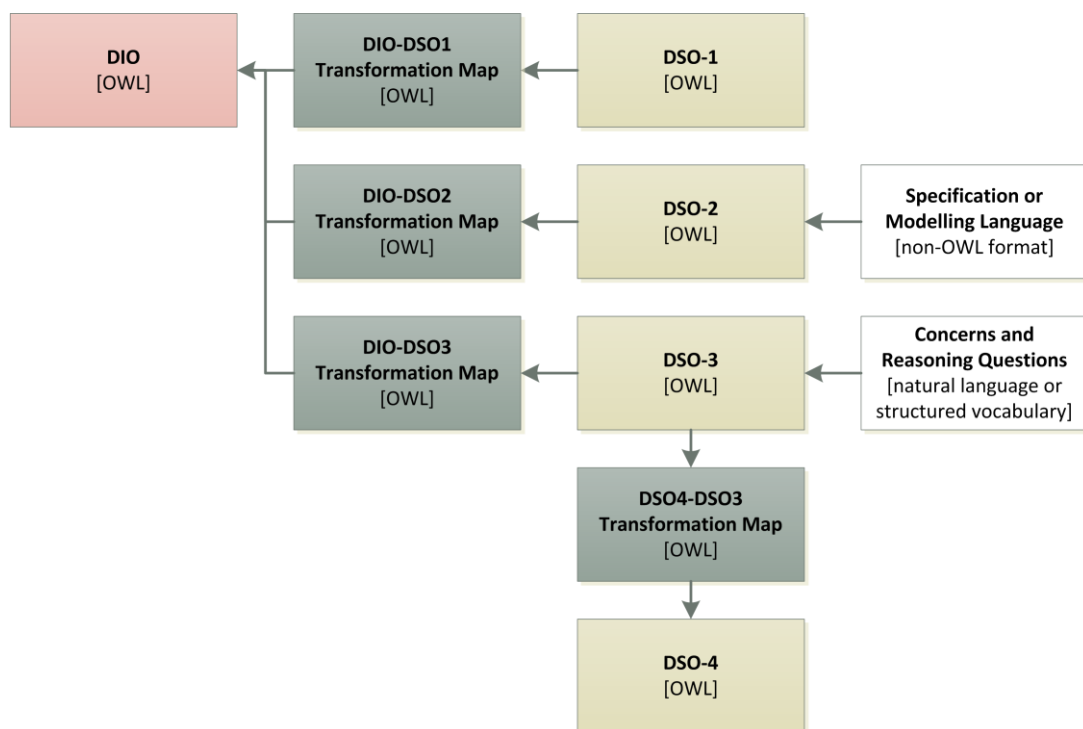 DIO
[OWL]
DIO-DSO1
Transformation Map
[OWL]
DSO-1
[OWL]
DIO-DSO2
Transformation Map
[OWL]
DSO-2
[OWL]
Specification or
Modelling Language
[non-OWL format]
DIO-DSO3
Transformation Map
[OWL]
DSO-3
[OWL]
Concerns and
Reasoning Questions
[natural language or
structured vocabulary]
DSO4-DSO3
Transformation Map
[OWL]
DSO-4
[OWL]